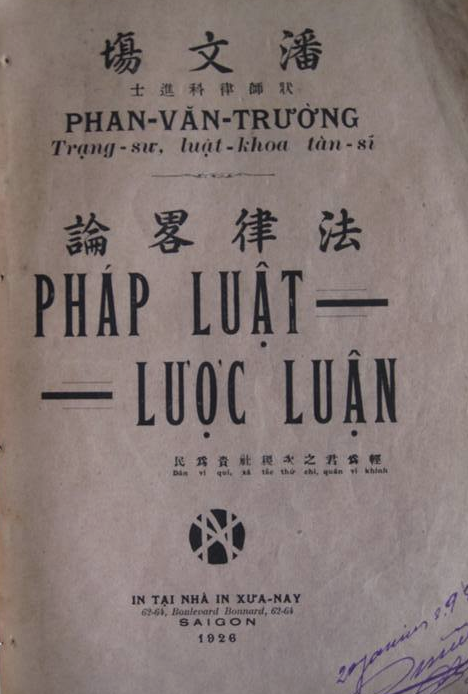 潘文塲
狀師律科進士
PHAN-VĂN-TRƯỜNG
Trạng-sư, luật-khoa tấn-sĩ
法律畧論
PHÁP LUẬT
LƯỢC LUẬN
民爲貴社稷次之君爲輕
Dân vi quí, xã tắc thứ chi, quân vi khinh
IN TẠI NHÀ IN XƯA-NAY
62-64, Boulevard Bonnard, 62-64
SAIGON
1926